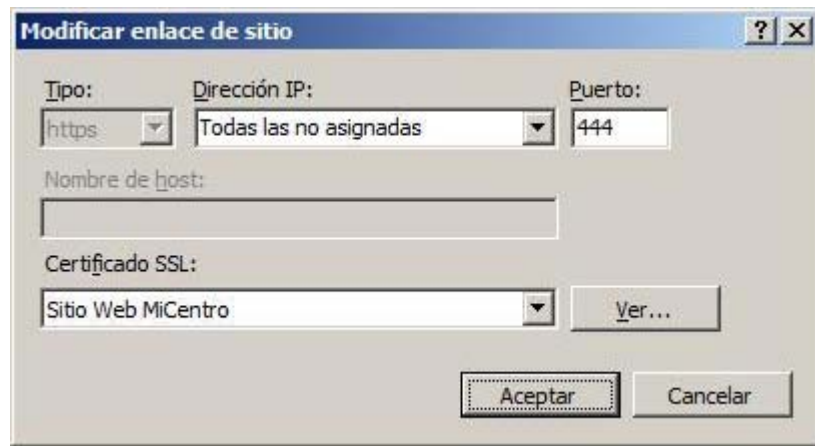 Modificar enlace de sitio
Tipo: Dirección IP: Puerto:
https Todas las no asignadas 444
Nombre de host:
Certificado SSL:
Sitio Web MiCentro Ver...
Aceptar Cancelar